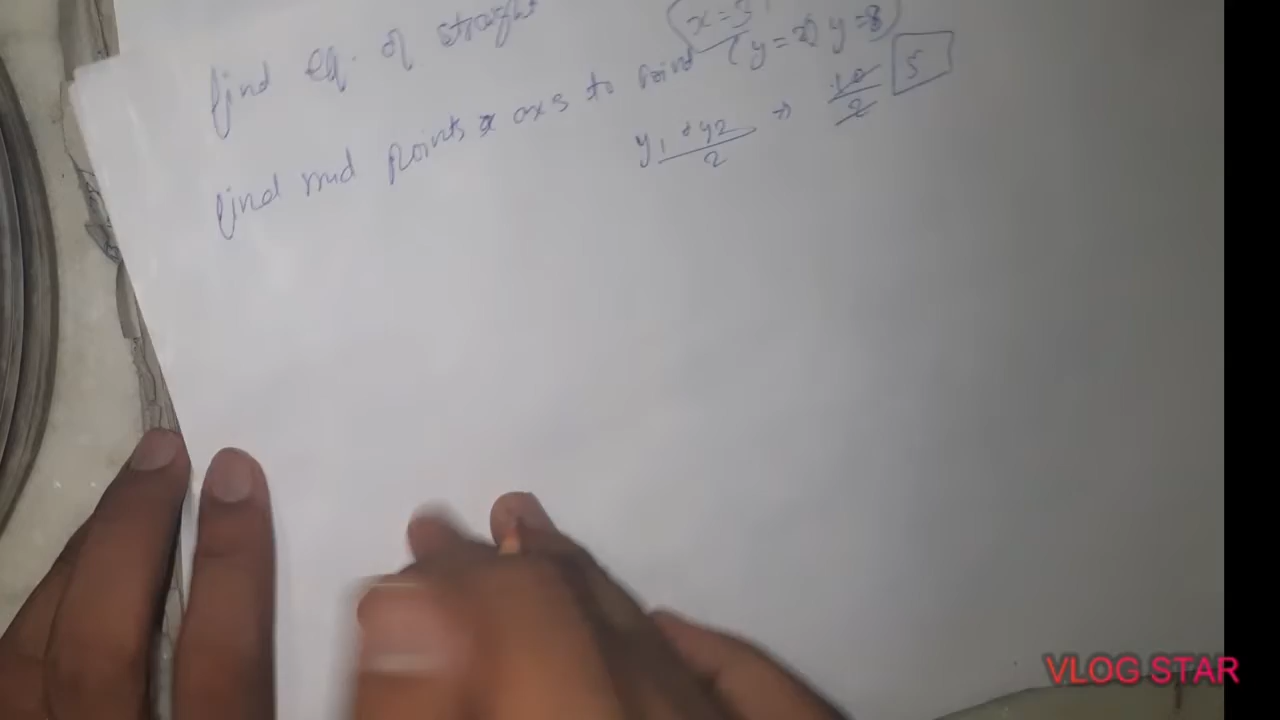 find eq. of straight x = 3
find mid points x axs to point (y = 2) y = 8
y1 + y2 / 2 ⇒ 10 / 2 5
VLOG STAR